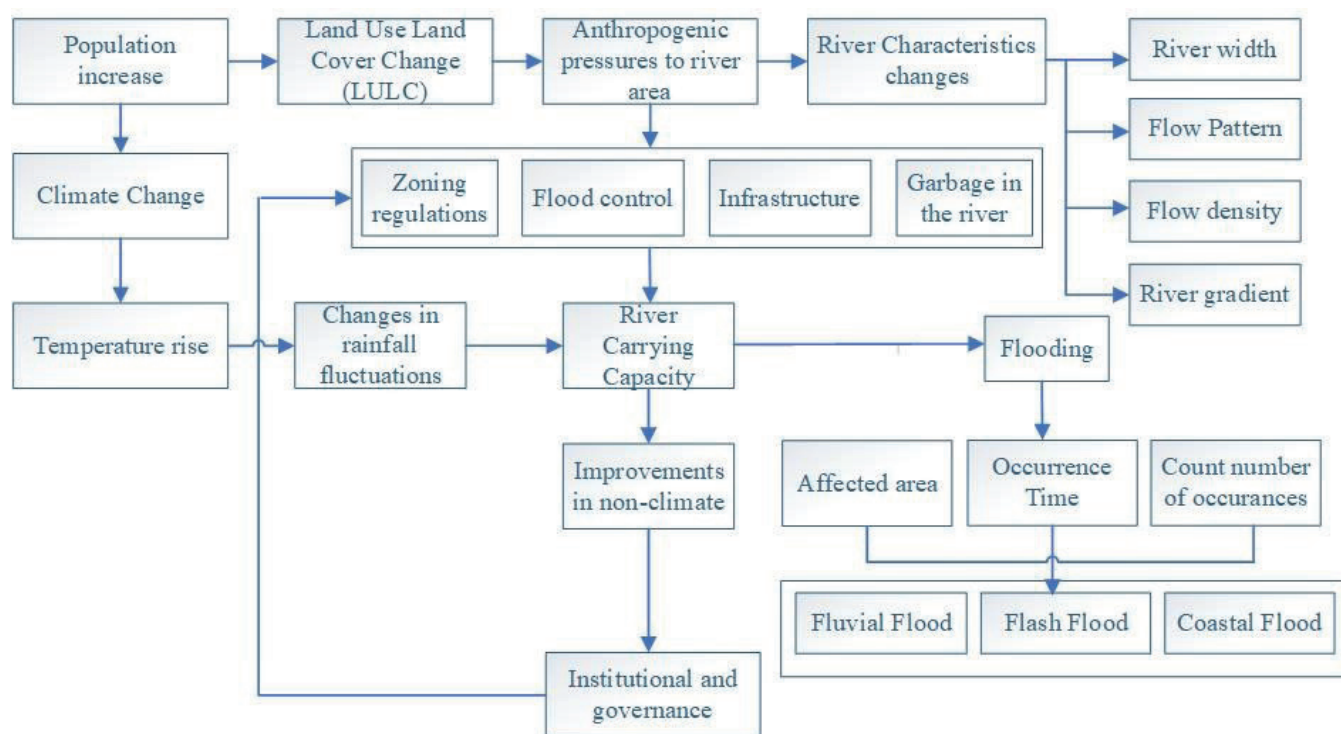 Population
increase
Land Use Land
Cover Change
(LULC)
Anthropogenic
pressures to river
area
River Characteristics
changes
River width
Flow Pattern
Flow density
River gradient
Climate Change
Zoning
regulations
Flood control
Infrastructure
Garbage in
the river
Temperature rise
Changes in
rainfall
fluctuations
River
Carrying
Capacity
Flooding
Improvements
in non-climate
Affected area
Occurrence
Time
Count number
of occurances
Fluvial Flood
Flash Flood
Coastal Flood
Institutional and
governance